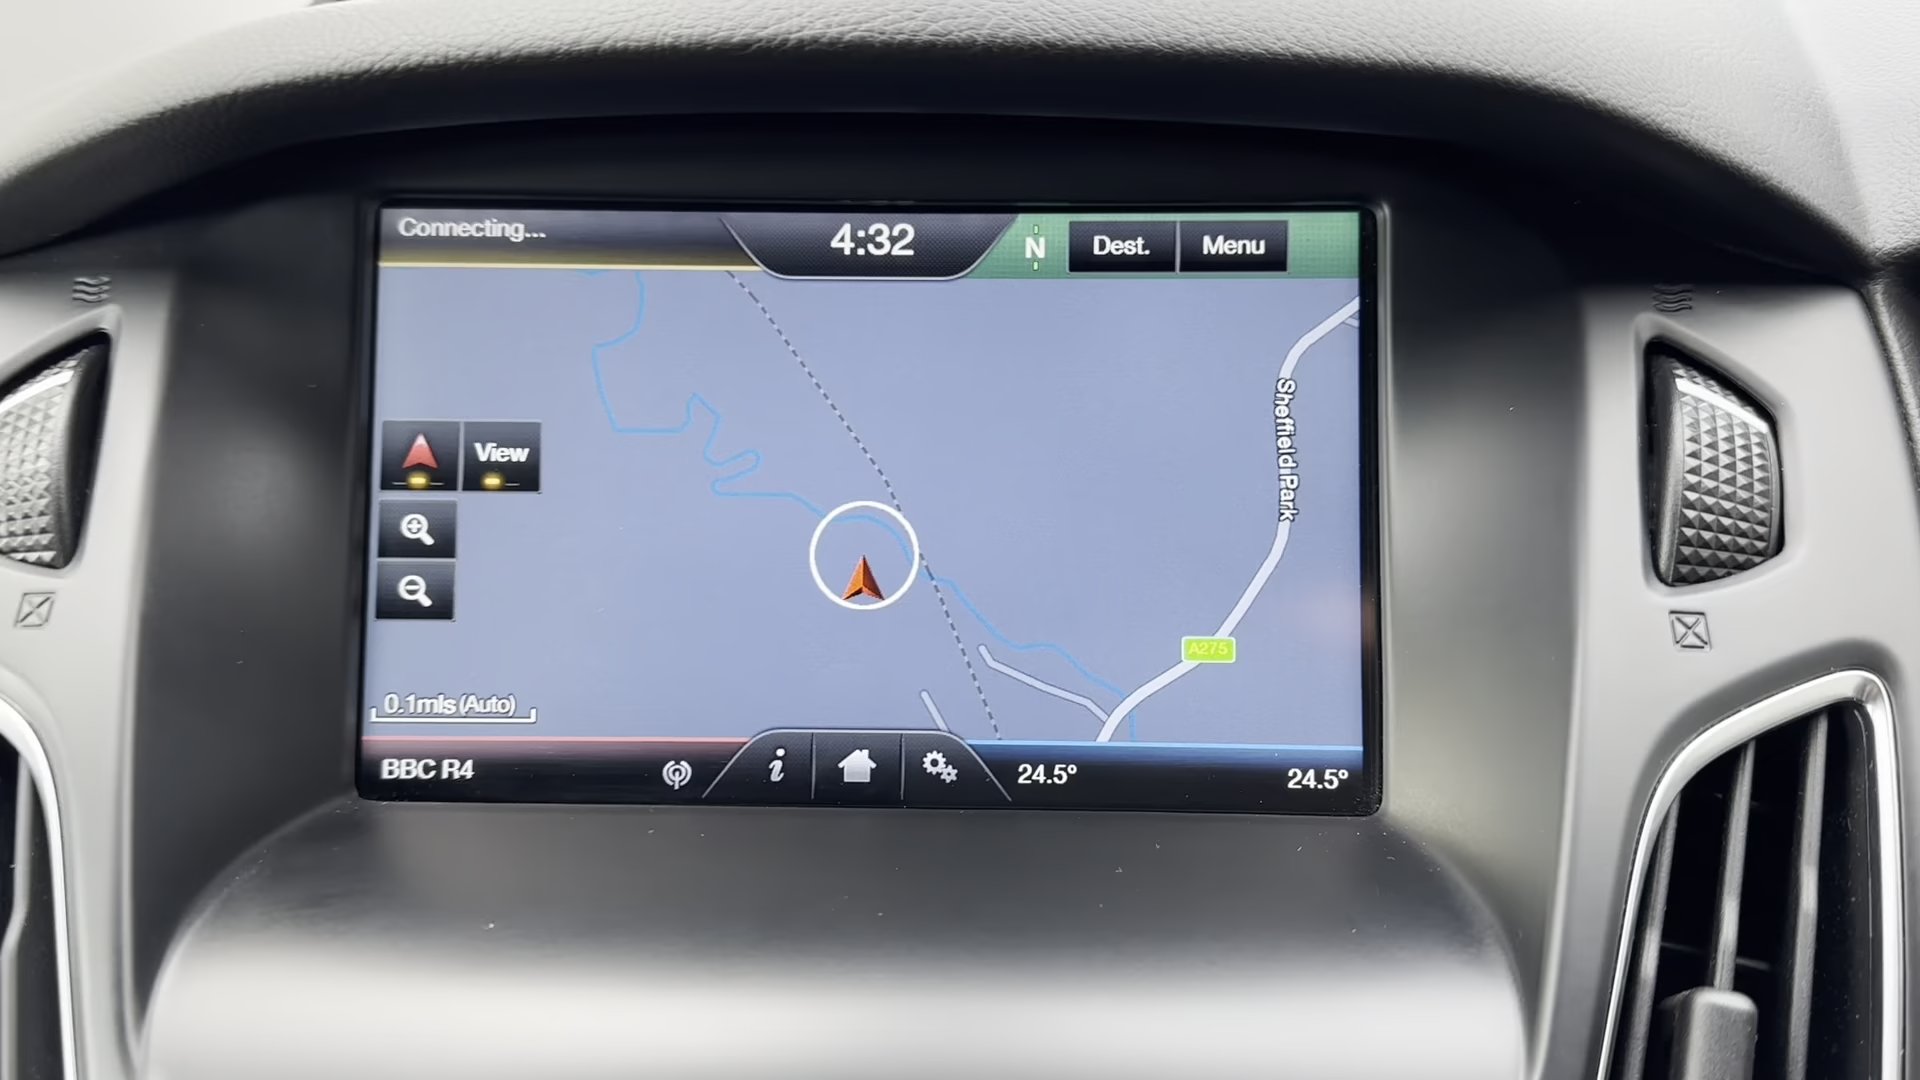 Connecting...
4:32
N
Dest.
Menu
Sheffield Park
View
A275
0.1mls (Auto)
BBC R4
24.5°
24.5°